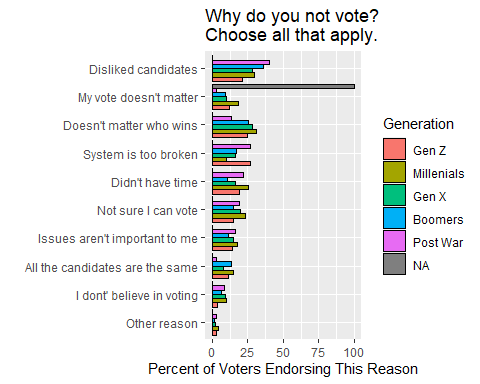 Why do you not vote?
Choose all that apply.
Disliked candidates
My vote doesn't matter
Doesn't matter who wins
System is too broken
Didn't have time
Not sure I can vote
Issues aren't important to me
All the candidates are the same
I dont' believe in voting
Other reason
0 25 50 75 100
Percent of Voters Endorsing This Reason
Generation
Gen Z
Millenials
Gen X
Boomers
Post War
NA